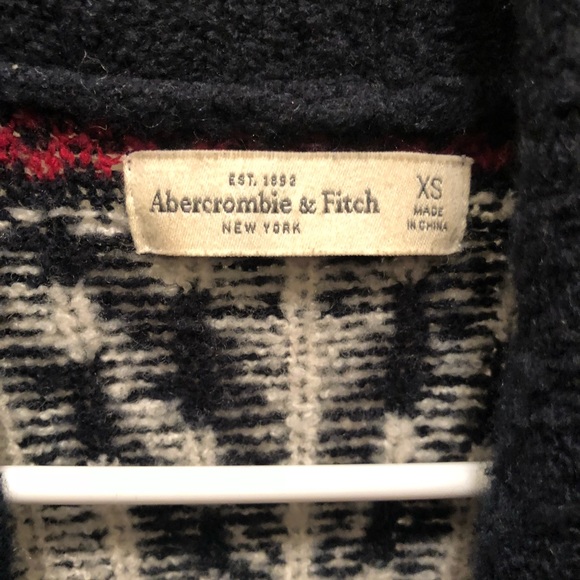 EST. 1892
Abercrombie & Fitch
NEW YORK
XS
MADE
IN CHINA